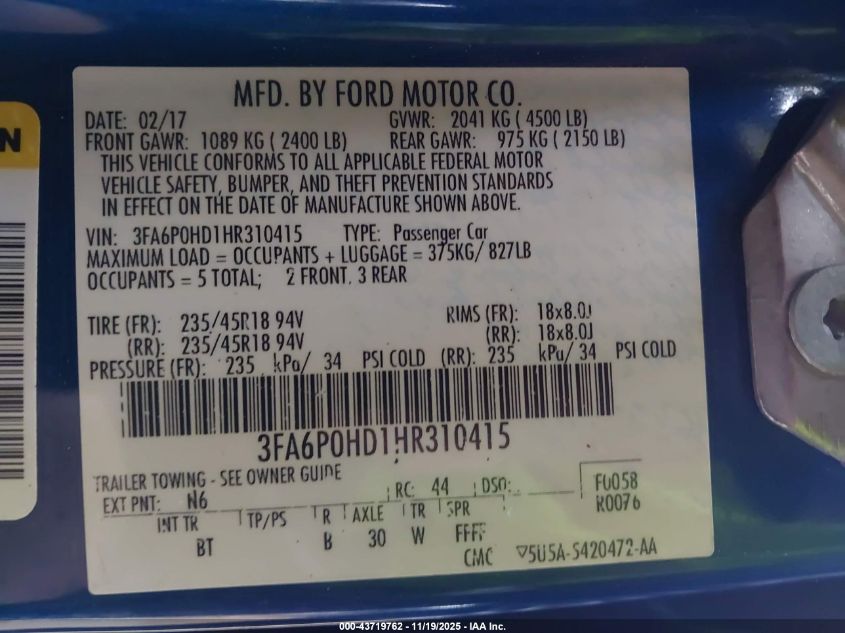 MFD. BY FORD MOTOR CO.
DATE: 02/17 GVWR: 2041 KG ( 4500 LB)
FRONT GAWR: 1089 KG ( 2400 LB) REAR GAWR: 975 KG ( 2150 LB)
THIS VEHICLE CONFORMS TO ALL APPLICABLE FEDERAL MOTOR
VEHICLE SAFETY, BUMPER, AND THEFT PREVENTION STANDARDS
IN EFFECT ON THE DATE OF MANUFACTURE SHOWN ABOVE.
VIN: 3FA6P0HD1HR310415 TYPE: Passenger Car
MAXIMUM LOAD = OCCUPANTS + LUGGAGE = 375KG/ 827LB
OCCUPANTS = 5 TOTAL; 2 FRONT, 3 REAR
TIRE (FR): 235/45R18 94V RIMS (FR): 18x8.0J
(RR): 235/45R18 94V (RR): 18x8.0J
PRESSURE (FR): 235 kPa/ 34 PSI COLD (RR): 235 kPa/ 34 PSI COLD
3FA6P0HD1HR310415
TRAILER TOWING - SEE OWNER GUIDE
EXT PNT: N6 RC: 44 DSO: F0058
R0076
INT TR TP/PS R AXLE TR SPR
BT B 30 W FFFF
CMC ▽5U5A-5420472-AA
N
000-43719762 - 11/19/2025 - IAA Inc.